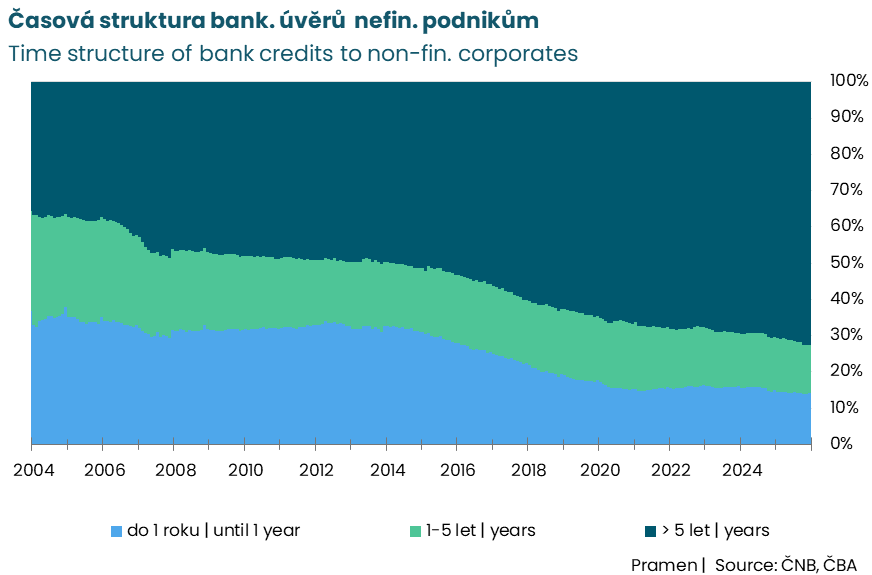 Časová struktura bank. úvěrů nefin. podnikům
Time structure of bank credits to non-fin. corporates
100%
90%
80%
70%
60%
50%
40%
30%
20%
10%
0%
2004 2006 2008 2010 2012 2014 2016 2018 2020 2022 2024
do 1 roku | until 1 year 1-5 let | years > 5 let | years
Pramen | Source: ČNB, ČBA